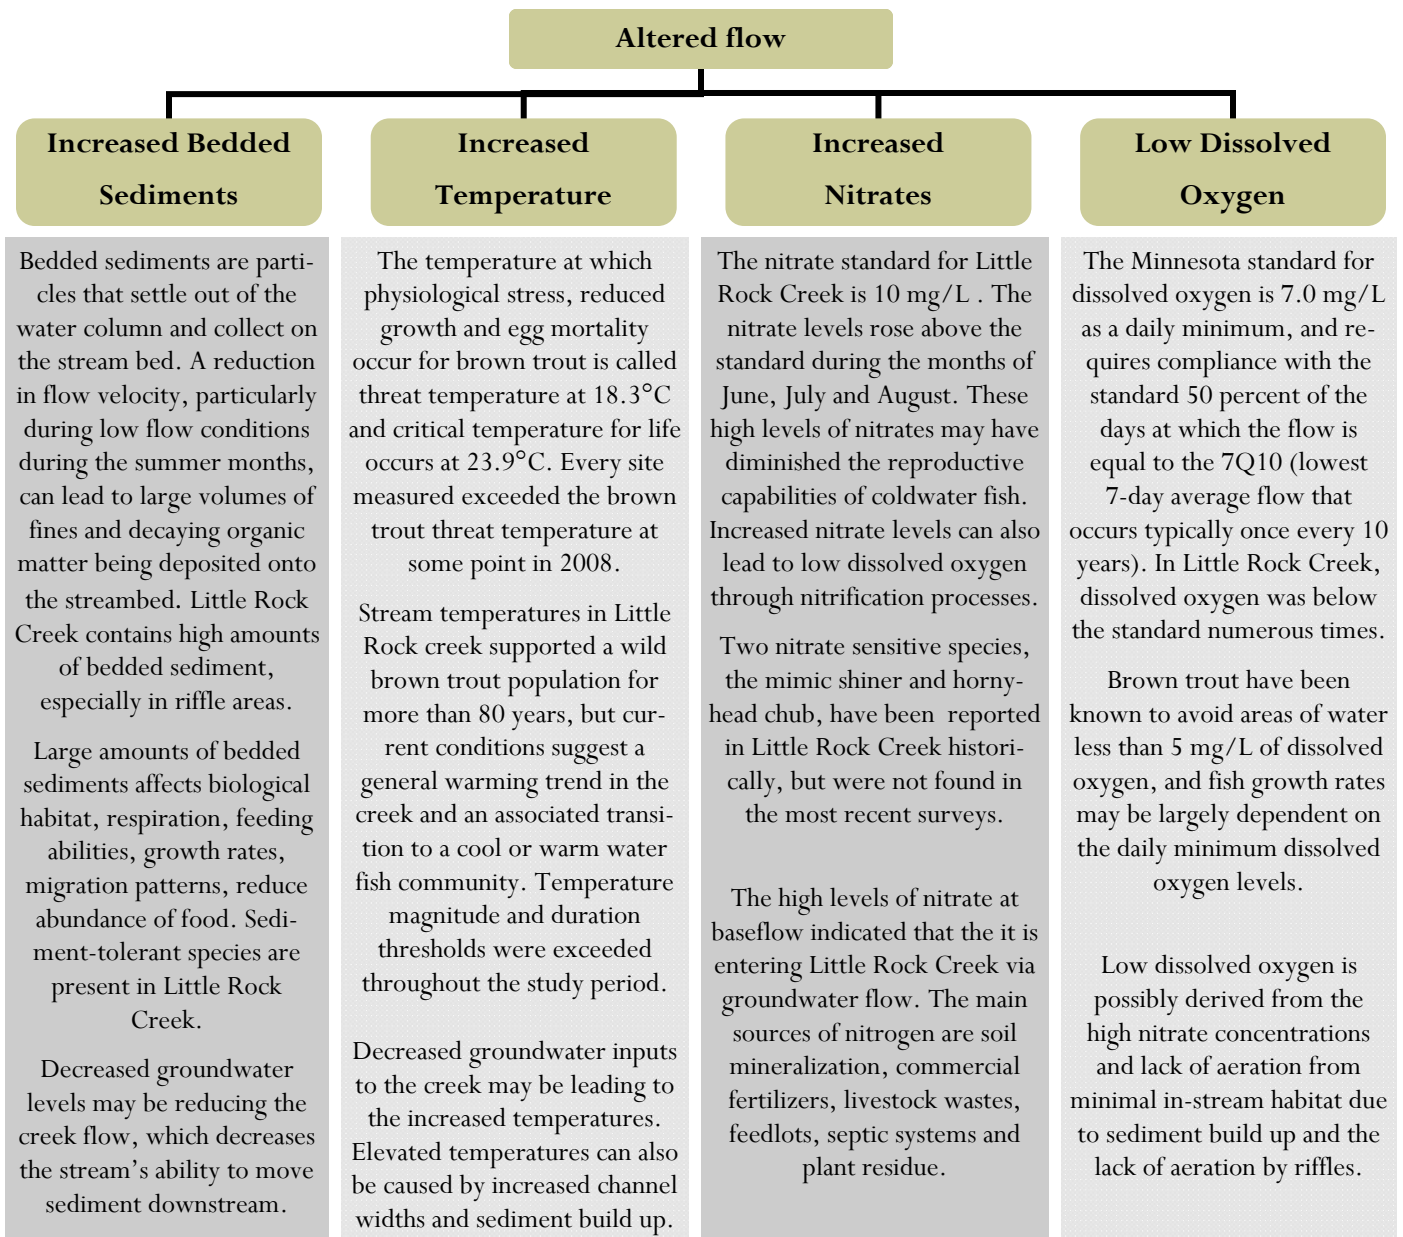 Altered flow
Increased Bedded
Sediments
Increased
Temperature
Increased
Nitrates
Low Dissolved
Oxygen
Bedded sediments are parti-
cles that settle out of the
water column and collect on
the stream bed. A reduction
in flow velocity, particularly
during low flow conditions
during the summer months,
can lead to large volumes of
fines and decaying organic
matter being deposited onto
the streambed. Little Rock
Creek contains high amounts
of bedded sediment,
especially in riffle areas.
Large amounts of bedded
sediments affects biological
habitat, respiration, feeding
abilities, growth rates,
migration patterns, reduce
abundance of food. Sedi-
ment-tolerant species are
present in Little Rock
Creek.
Decreased groundwater
levels may be reducing the
creek flow, which decreases
the stream's ability to move
sediment downstream.
The temperature at which
physiological stress, reduced
growth and egg mortality
occur for brown trout is called
threat temperature at 18.3°C
and critical temperature for life
occurs at 23.9°C. Every site
measured exceeded the brown
trout threat temperature at
some point in 2008.
Stream temperatures in Little
Rock creek supported a wild
brown trout population for
more than 80 years, but cur-
rent conditions suggest a
general warming trend in the
creek and an associated transi-
tion to a cool or warm water
fish community. Temperature
magnitude and duration
thresholds were exceeded
throughout the study period.
Decreased groundwater inputs
to the creek may be leading to
the increased temperatures.
Elevated temperatures can also
be caused by increased channel
widths and sediment build up.
The nitrate standard for Little
Rock Creek is 10 mg/L . The
nitrate levels rose above the
standard during the months of
June, July and August. These
high levels of nitrates may have
diminished the reproductive
capabilities of coldwater fish.
Increased nitrate levels can also
lead to low dissolved oxygen
through nitrification processes.
Two nitrate sensitive species,
the mimic shiner and horny-
head chub, have been  reported
in Little Rock Creek histori-
cally, but were not found in
the most recent surveys.
The high levels of nitrate at
baseflow indicated that the it is
entering Little Rock Creek via
groundwater flow. The main
sources of nitrogen are soil
mineralization, commercial
fertilizers, livestock wastes,
feedlots, septic systems and
plant residue.
The Minnesota standard for
dissolved oxygen is 7.0 mg/L
as a daily minimum, and re-
quires compliance with the
standard 50 percent of the
days at which the flow is
equal to the 7Q10 (lowest
7-day average flow that
occurs typically once every 10
years). In Little Rock Creek,
dissolved oxygen was below
the standard numerous times.
Brown trout have been
known to avoid areas of water
less than 5 mg/L of dissolved
oxygen, and fish growth rates
may be largely dependent on
the daily minimum dissolved
oxygen levels.
Low dissolved oxygen is
possibly derived from the
high nitrate concentrations
and lack of aeration from
minimal in-stream habitat due
to sediment build up and the
lack of aeration by riffles.